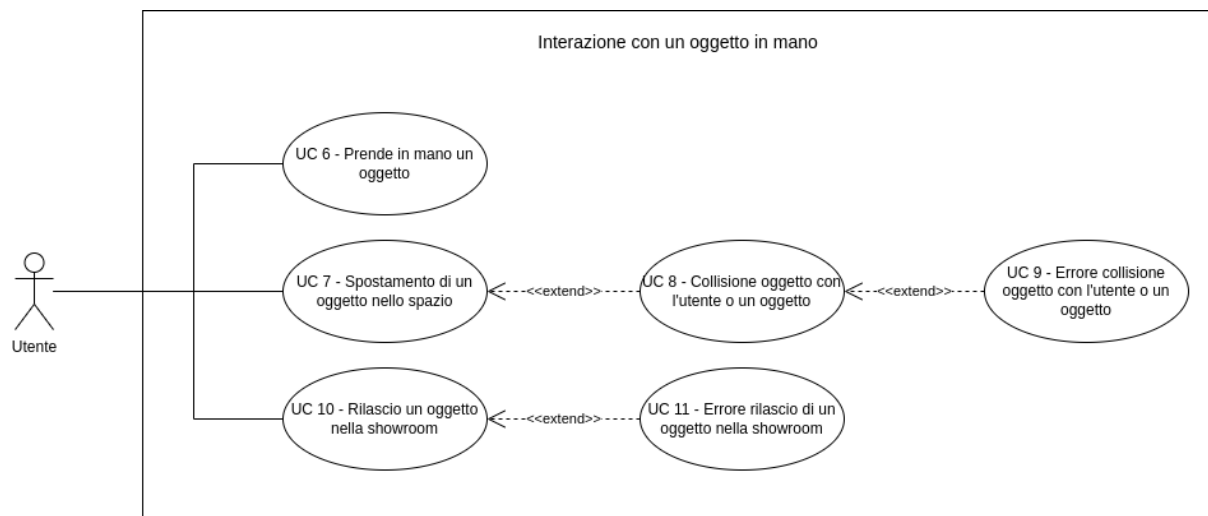 Interazione con un oggetto in mano
UC 6 - Prende in mano un
oggetto
UC 7 - Spostamento di un
oggetto nello spazio
<<extend>>
UC 8 - Collisione oggetto con
l'utente o un oggetto
<<extend>>
UC 9 - Errore collisione
oggetto con l'utente o un
oggetto
Utente
UC 10 - Rilascio un oggetto
nella showroom
<<extend>>
UC 11 - Errore rilascio di un
oggetto nella showroom